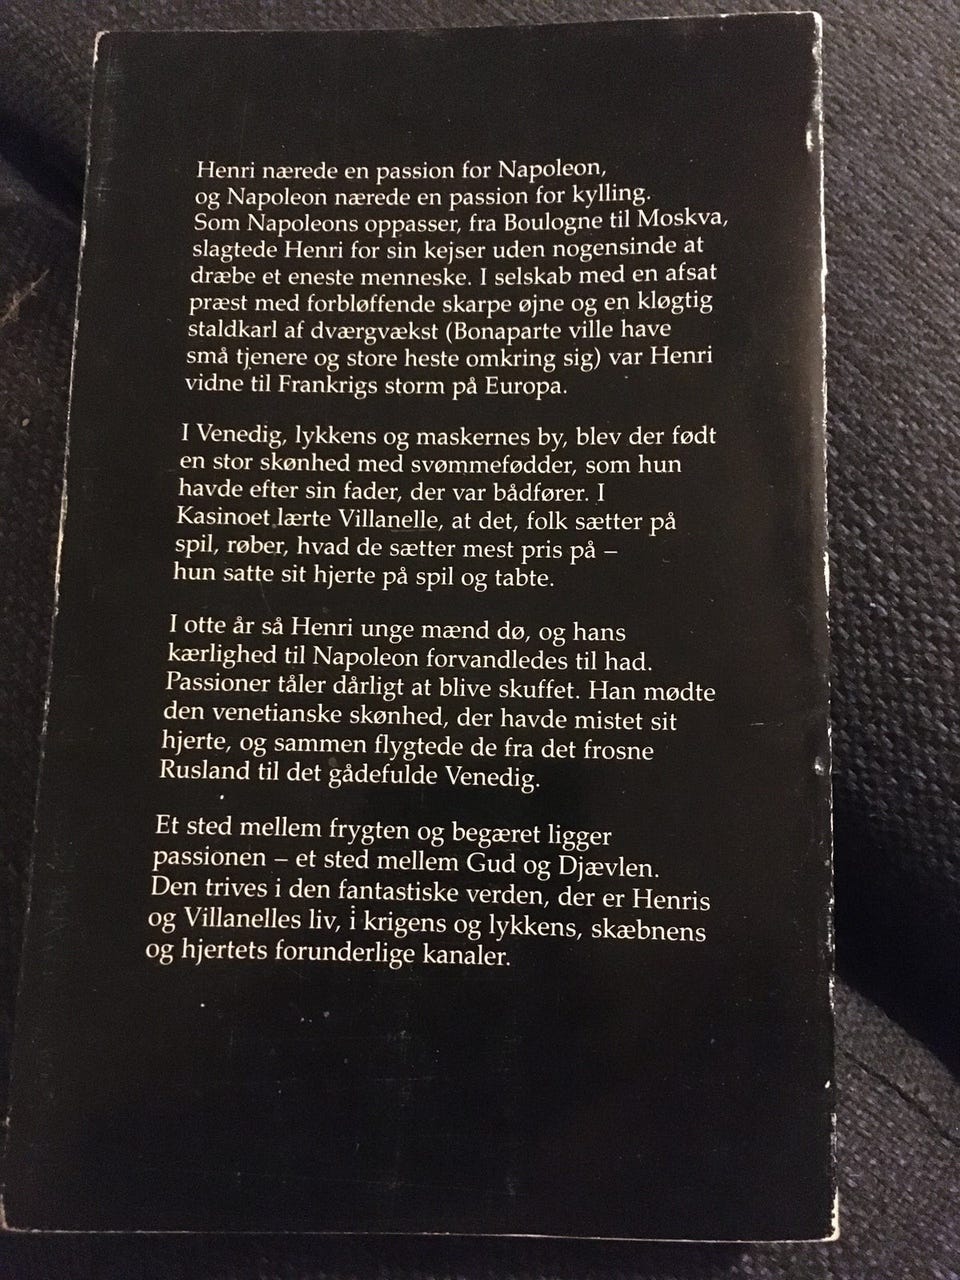 Henri nærede en passion for Napoleon,
og Napoleon nærede en passion for kylling.
Som Napoleons oppasser, fra Boulogne til Moskva,
slagtede Henri for sin kejser uden nogensinde at
dræbe et eneste menneske. I selskab med en afsat
præst med forbløffende skarpe øjne og en kløgtig
staldkarl af dværgvækst (Bonaparte ville have
små tjenere og store heste omkring sig) var Henri
vidne til Frankrigs storm på Europa.
I Venedig, lykkens og maskernes by, blev der født
en stor skønhed med svømmefødder, som hun
havde efter sin fader, der var bådfører. I
Kasinoet lærte Villanelle, at det, folk sætter på
spil, røber, hvad de sætter mest pris på –
hun satte sit hjerte på spil og tabte.
I otte år så Henri unge mænd dø, og hans
kærlighed til Napoleon forvandledes til had.
Passioner tåler dårligt at blive skuffet. Han mødte
den venetianske skønhed, der havde mistet sit
hjerte, og sammen flygtede de fra det frosne
Rusland til det gådefulde Venedig.
Et sted mellem frygten og begæret ligger
passionen – et sted mellem Gud og Djævlen.
Den trives i den fantastiske verden, der er Henris
og Villanelles liv, i krigens og lykkens, skæbnens
og hjertets forunderlige kanaler.